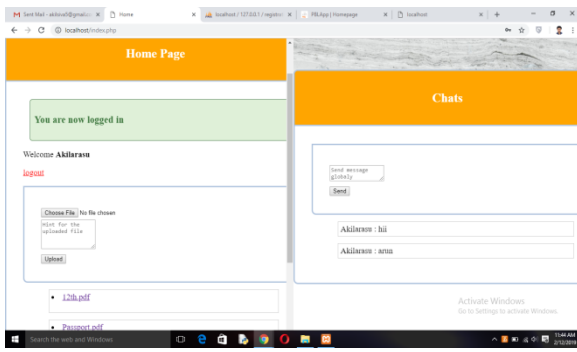 Sent Mail - akilosa5@gmail.c
Home
localhost / 127.0.0.1 / registra
PBLApp | Homepage
localhost
localhost/index.php
Home Page
You are now logged in
Welcome Akilarasu
logout
Choose File No file chosen
Hint for the
uploaded file
Upload
12th.pdf
Passport.pdf
Chats
Send message
globaly
Send
Akilarasu : hii
Akilarasu : arun
Activate Windows
Go to Settings to activate Windows.
Search the web and Windows
11:44 AM
2/12/2019